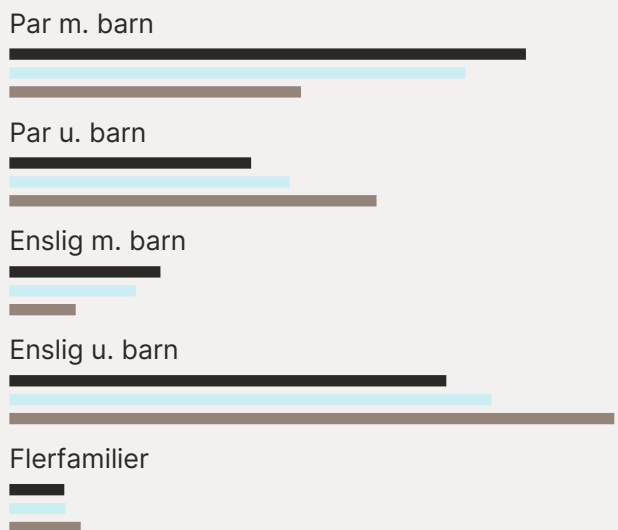 Par m. barn
Par u. barn
Enslig m. barn
Enslig u. barn
Flerfamilier